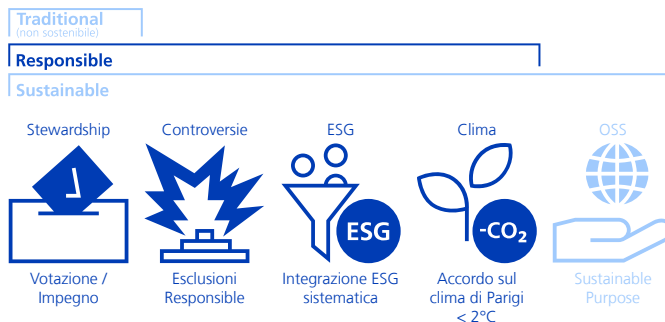 Traditional
(non sostenibile)
Responsible
Sustainable
Stewardship
Controversie
ESG
Clima
OSS
ESG
-CO₂
Votazione /
Impegno
Esclusioni
Responsible
Integrazione ESG
sistematica
Accordo sul
clima di Parigi
< 2°C
Sustainable
Purpose